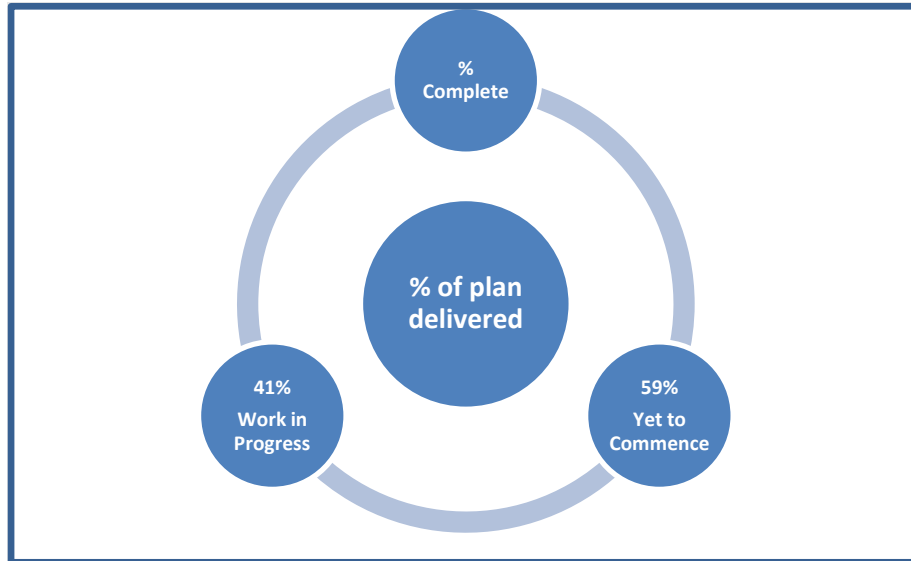 %
Complete
% of plan
delivered
41%
Work in
Progress
59%
Yet to
Commence